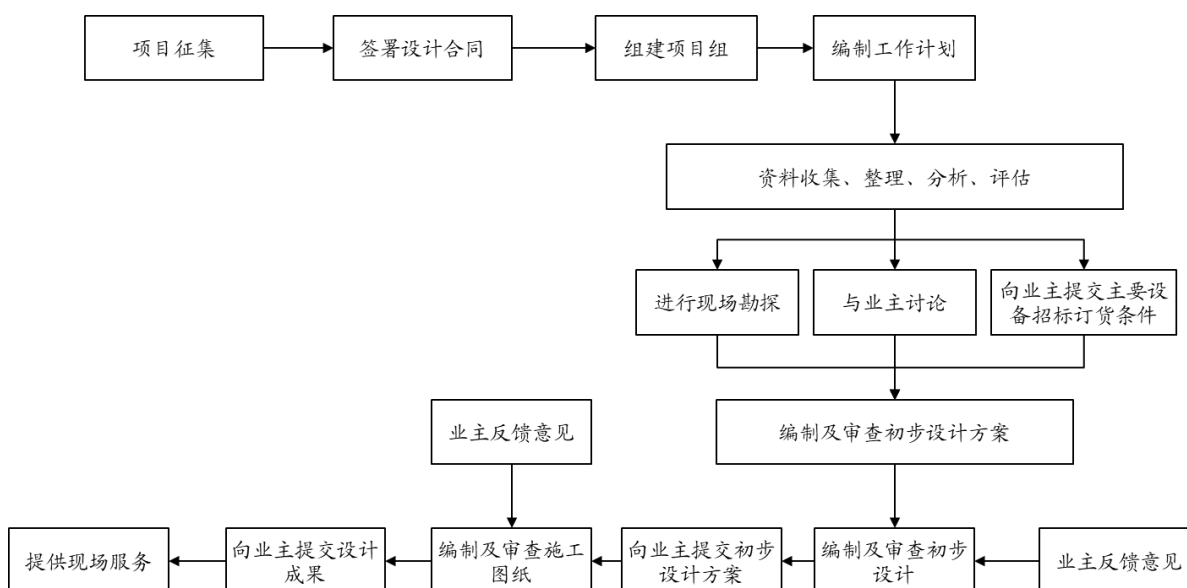 项目征集
签署设计合同
组建项目组
编制工作计划
资料收集、整理、分析、评估
进行现场勘探
与业主讨论
向业主提交主要设
备招标订货条件
业主反馈意见
编制及审查初步设计方案
提供现场服务
向业主提交设计
成果
编制及审查施工
图纸
向业主提交初步
设计方案
编制及审查初步
设计
业主反馈意见